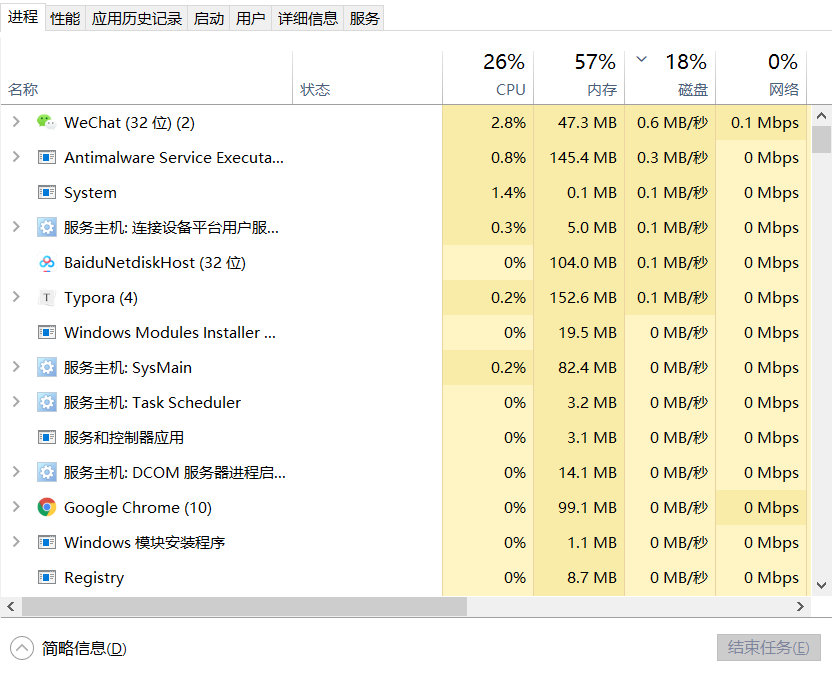 进程 性能 应用历史记录 启动 用户 详细信息 服务
26% 57% 18% 0%
名称 状态 CPU 内存 磁盘 网络
WeChat (32 位) (2) 2.8% 47.3 MB 0.6 MB/秒 0.1 Mbps
Antimalware Service Executa... 0.8% 145.4 MB 0.3 MB/秒 0 Mbps
System 1.4% 0.1 MB 0.1 MB/秒 0 Mbps
服务主机: 连接设备平台用户服... 0.3% 5.0 MB 0.1 MB/秒 0 Mbps
BaiduNetdiskHost (32 位) 0% 104.0 MB 0.1 MB/秒 0 Mbps
T Typora (4) 0.2% 152.6 MB 0.1 MB/秒 0 Mbps
Windows Modules Installer ... 0% 19.5 MB 0 MB/秒 0 Mbps
服务主机: SysMain 0.2% 82.4 MB 0 MB/秒 0 Mbps
服务主机: Task Scheduler 0% 3.2 MB 0 MB/秒 0 Mbps
服务和控制器应用 0% 3.1 MB 0 MB/秒 0 Mbps
服务主机: DCOM 服务器进程启... 0% 14.1 MB 0 MB/秒 0 Mbps
Google Chrome (10) 0% 99.1 MB 0 MB/秒 0 Mbps
Windows 模块安装程序 0% 1.1 MB 0 MB/秒 0 Mbps
Registry 0% 8.7 MB 0 MB/秒 0 Mbps
简略信息(D) 结束任务(E)